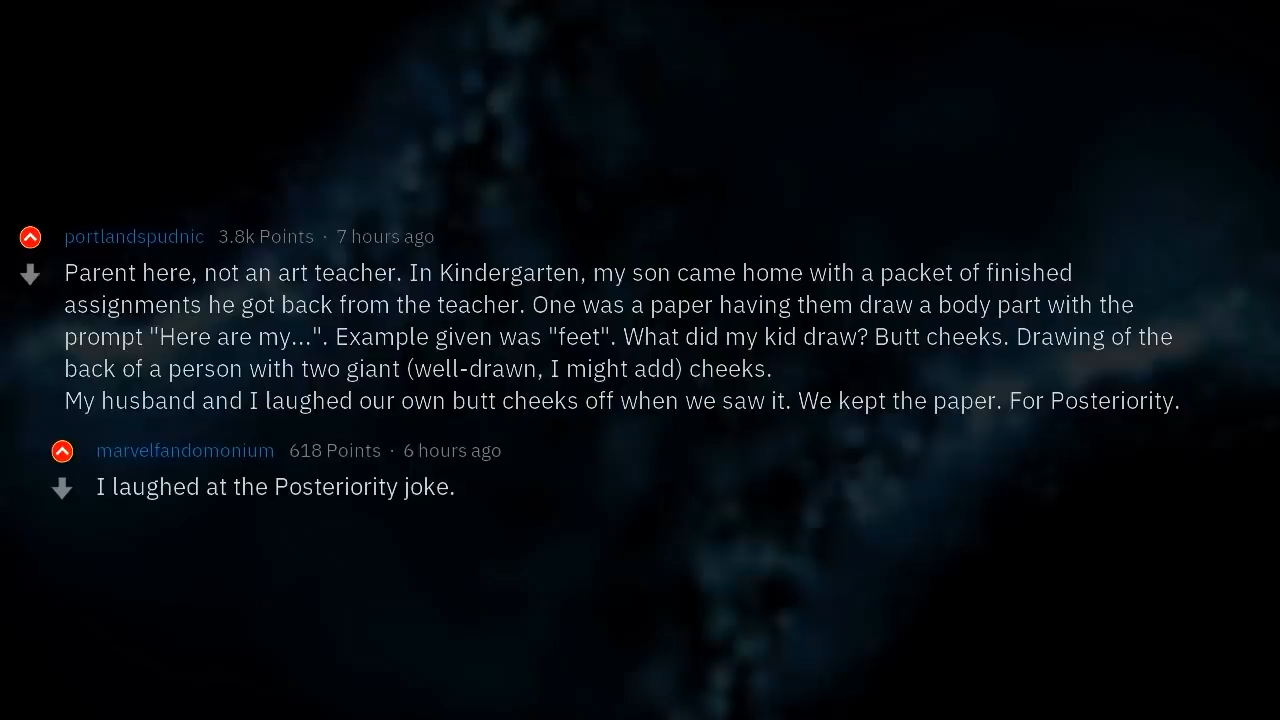 portlandspudnic 3.8k Points · 7 hours ago
Parent here, not an art teacher. In Kindergarten, my son came home with a packet of finished
assignments he got back from the teacher. One was a paper having them draw a body part with the
prompt "Here are my...". Example given was "feet". What did my kid draw? Butt cheeks. Drawing of the
back of a person with two giant (well-drawn, I might add) cheeks.
My husband and I laughed our own butt cheeks off when we saw it. We kept the paper. For Posteriority.
marvelfandomonium 618 Points · 6 hours ago
I laughed at the Posteriority joke.